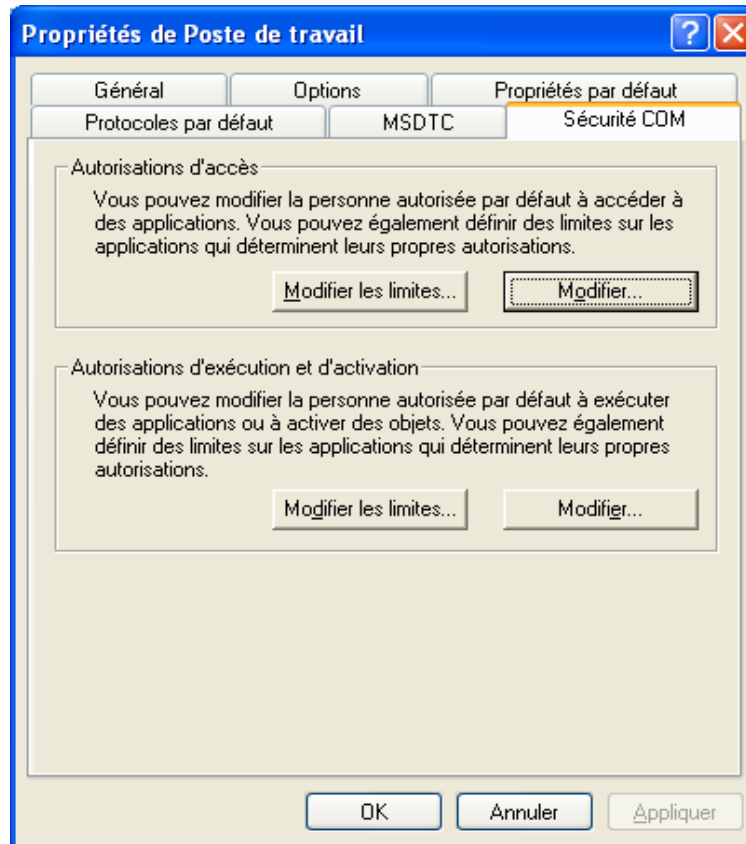 Propriétés de Poste de travail
Général Options Propriétés par défaut
Protocoles par défaut MSDTC Sécurité COM
Autorisations d'accès
Vous pouvez modifier la personne autorisée par défaut à accéder à
des applications. Vous pouvez également définir des limites sur les
applications qui déterminent leurs propres autorisations.
Modifier les limites... Modifier...
Autorisations d'exécution et d'activation
Vous pouvez modifier la personne autorisée par défaut à exécuter
des applications ou à activer des objets. Vous pouvez également
définir des limites sur les applications qui déterminent leurs propres
autorisations.
Modifier les limites... Modifier...
OK Annuler Appliquer